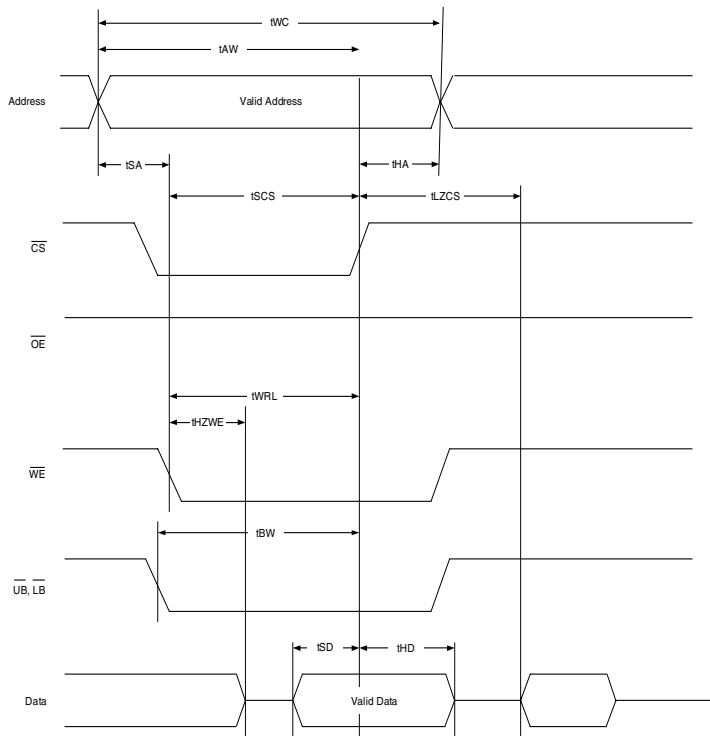 tWC
tAW
Address
Valid Address
tSA
tHA
tSCS
tLZCS
CS
OE
tWRL
tHZWE
WE
tBW
UB, LB
tSD
tHD
Data
Valid Data